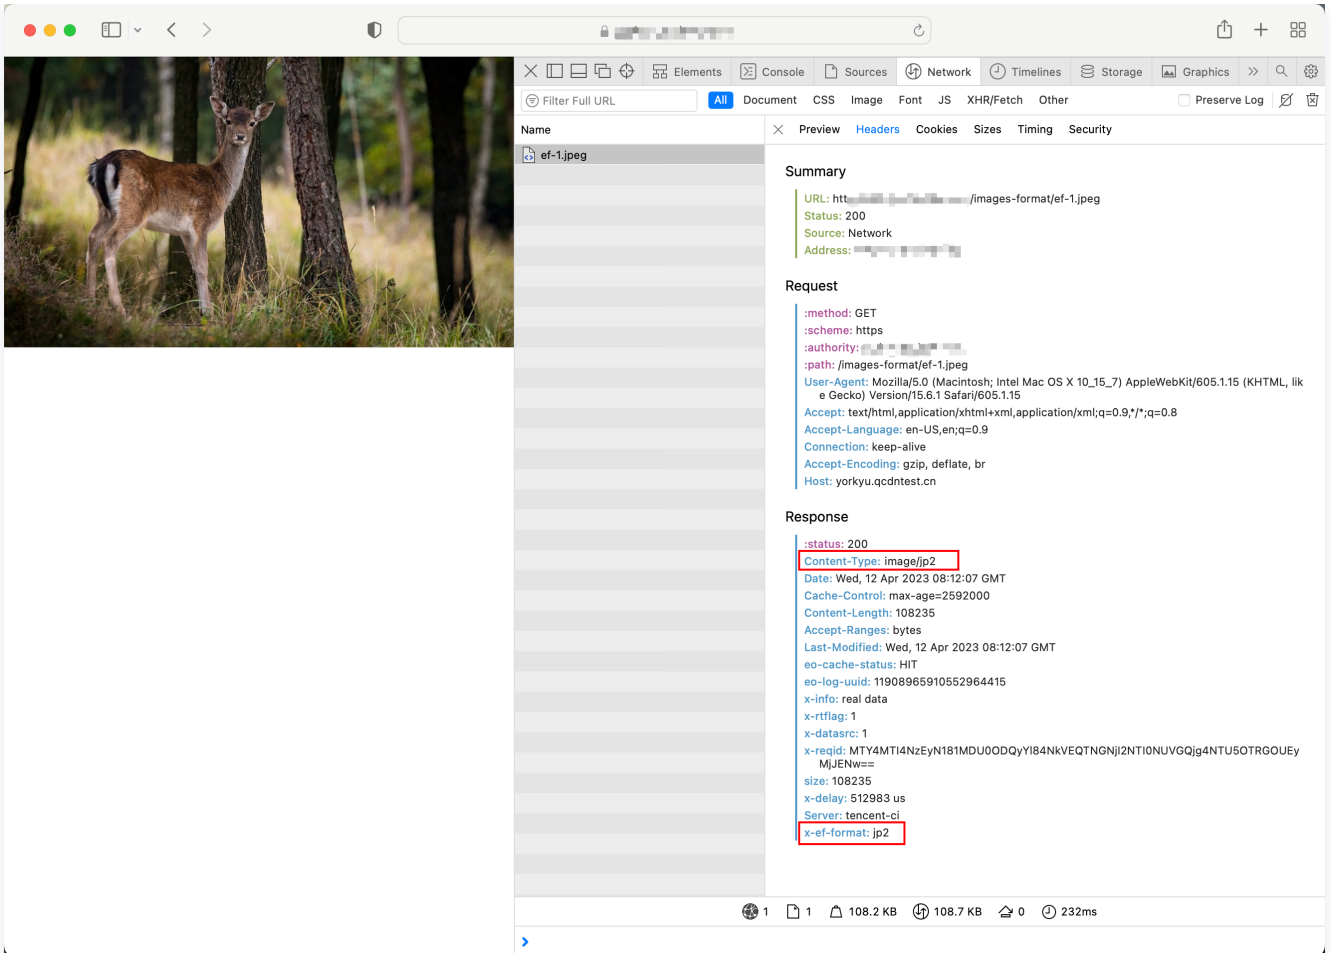 Elements
Console
Sources
Network
Timelines
Storage
Graphics
Filter Full URL
All
Document
CSS
Image
Font
JS
XHR/Fetch
Other
Preserve Log
Name
Preview
Headers
Cookies
Sizes
Timing
Security
ef-1.jpeg
Summary
URL: htt /images-format/ef-1.jpeg
Status: 200
Source: Network
Address:
Request
:method: GET
:scheme: https
:authority:
:path: /images-format/ef-1.jpeg
User-Agent: Mozilla/5.0 (Macintosh; Intel Mac OS X 10_15_7) AppleWebKit/605.1.15 (KHTML, lik
e Gecko) Version/15.6.1 Safari/605.1.15
Accept: text/html,application/xhtml+xml,application/xml;q=0.9,*/*;q=0.8
Accept-Language: en-US,en;q=0.9
Connection: keep-alive
Accept-Encoding: gzip, deflate, br
Host: yorkyu.qcdntest.cn
Response
:status: 200
Content-Type: image/jp2
Date: Wed, 12 Apr 2023 08:12:07 GMT
Cache-Control: max-age=2592000
Content-Length: 108235
Accept-Ranges: bytes
Last-Modified: Wed, 12 Apr 2023 08:12:07 GMT
eo-cache-status: HIT
eo-log-uuid: 11908965910552964415
x-info: real data
x-rtflag: 1
x-datasrc: 1
x-reqid: MTY4MTI4NzEyN181MDU0ODQyYl84NkVEQTNGNjI2NTI0NUVGQjg4NTU5OTRGOUEy
MjJENw==
size: 108235
x-delay: 512983 us
Server: tencent-ci
x-ef-format: jp2
1
1
108.2 KB
108.7 KB
0
232ms